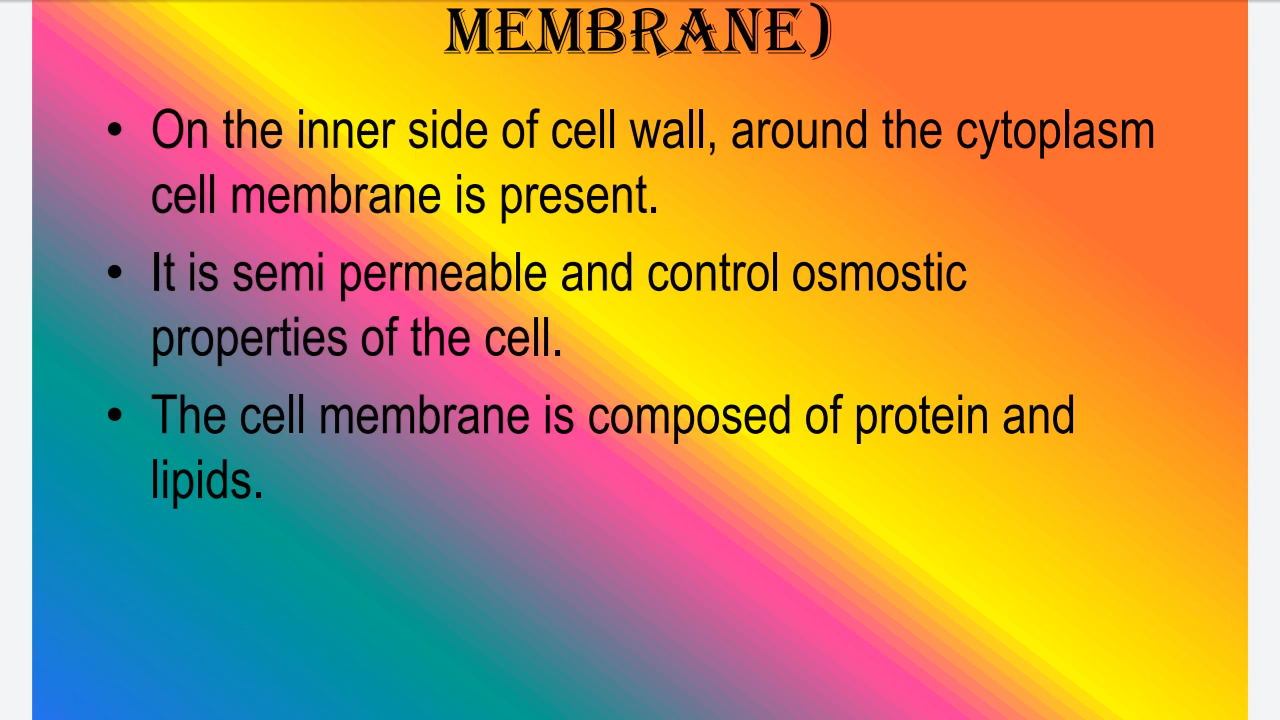 MEMBRANE)
• On the inner side of cell wall, around the cytoplasm
cell membrane is present.
• It is semi permeable and control osmostic
properties of the cell.
• The cell membrane is composed of protein and
lipids.